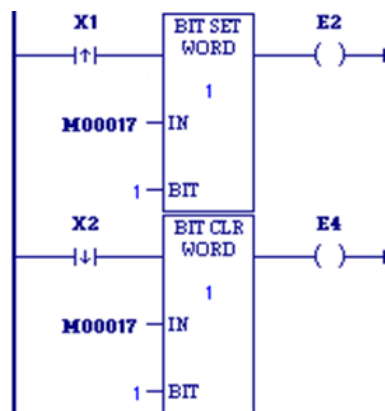 X1
BIT SET
WORD
E2
1
M00017
IN
1
BIT
X2
BIT CLR
WORD
E4
1
M00017
IN
1
BIT